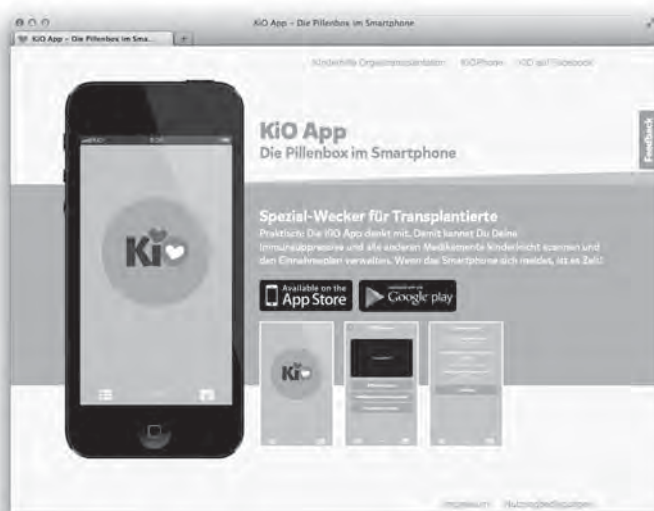 KiO App – Die Pillenbox im Smartphone
KiO App – Die Pillenbox im Sma...
Kinderhilfe Organtransplantation KiOPhone KiO auf Facebook
KiO App
Die Pillenbox im Smartphone
Feedback
Spezial-Wecker für Transplantierte
Praktisch: Die KiO App denkt mit. Damit kannst Du Deine
Immunsuppressiva und alle anderen Medikamente kinderleicht scannen und
den Einnahmeplan verwalten. Wenn das Smartphone sich meldet, ist es Zeit!
KiO
Available on the
App Store
Google play
KiO
Impressum Nutzungsbedingungen